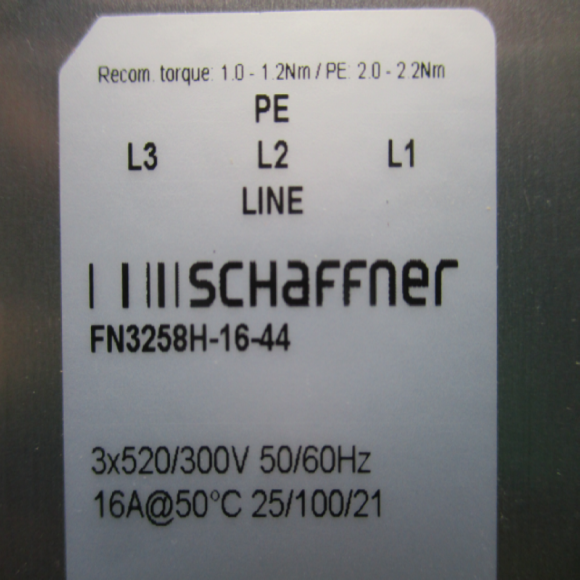 Recom. torque: 1.0 - 1.2Nm / PE: 2.0 - 2.2Nm
PE
L3 L2 L1
LINE
SCHaFFner
FN3258H-16-44
3x520/300V 50/60Hz
16A@50°C 25/100/21